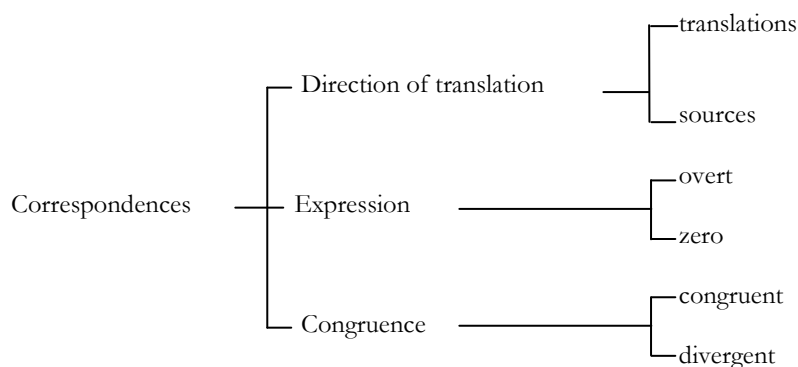 translations
Direction of translation
sources
overt
Correspondences Expression
zero
congruent
Congruence
divergent